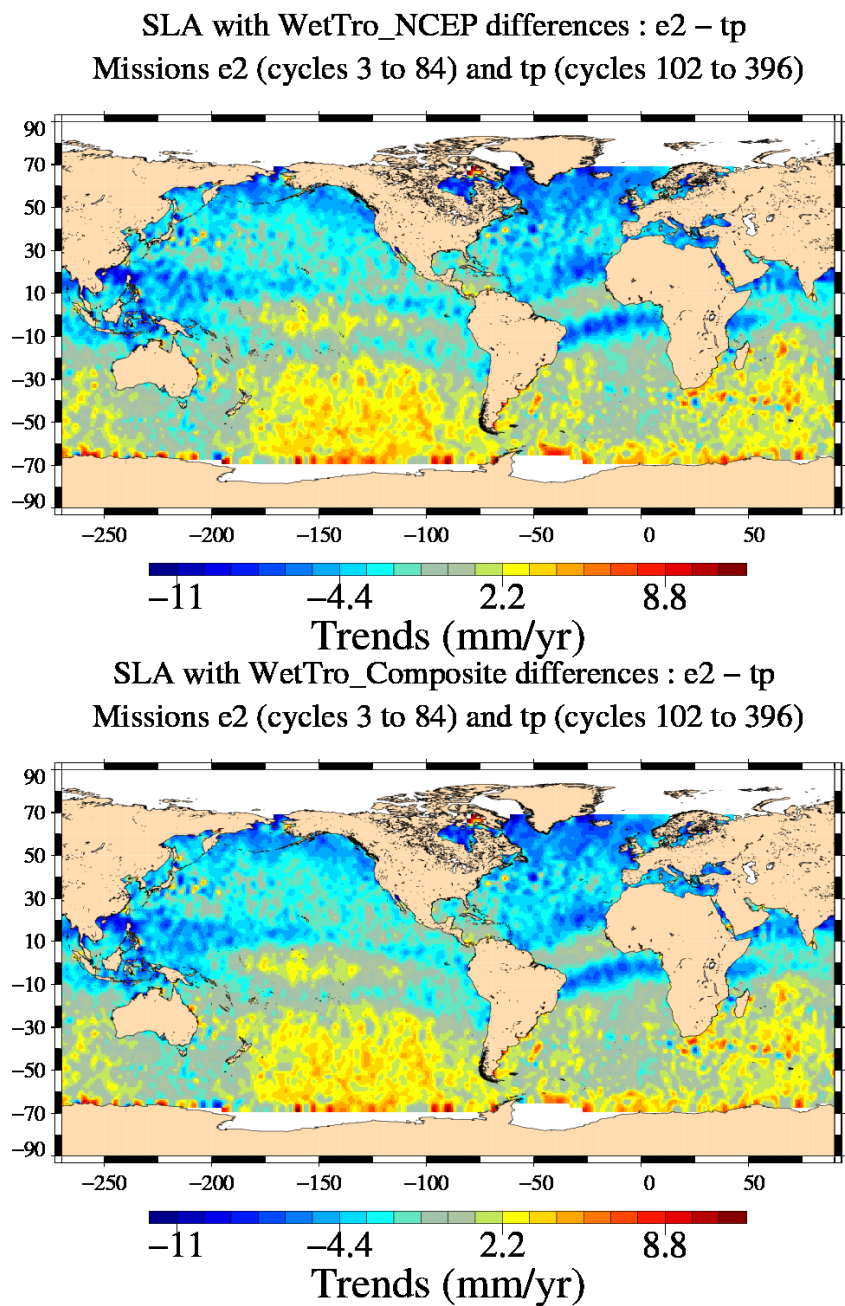 SLA with WetTro_NCEP differences : e2 − tp
Missions e2 (cycles 3 to 84) and tp (cycles 102 to 396)
90
70
50
30
10
−10
−30
−50
−70
−90
−250 −200 −150 −100 −50 0 50
−11 −4.4 2.2 8.8
Trends (mm/yr)
SLA with WetTro_Composite differences : e2 − tp
Missions e2 (cycles 3 to 84) and tp (cycles 102 to 396)
90
70
50
30
10
−10
−30
−50
−70
−90
−250 −200 −150 −100 −50 0 50
−11 −4.4 2.2 8.8
Trends (mm/yr)